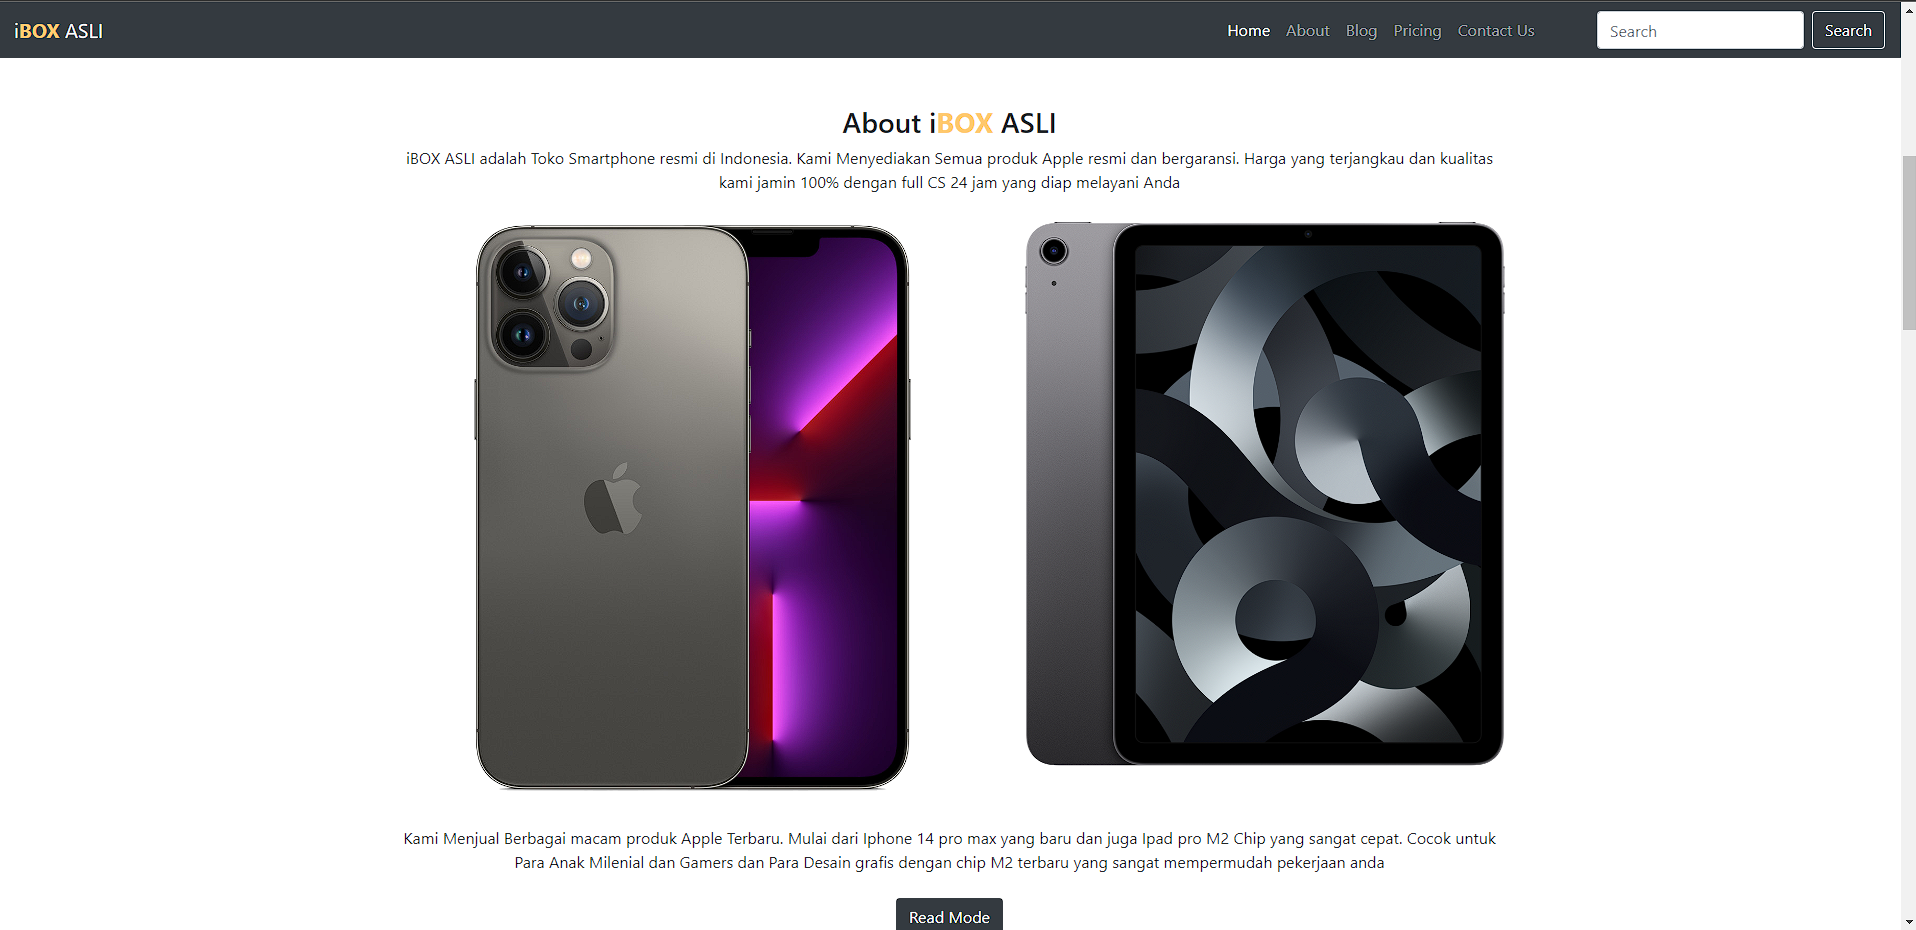 iBOX ASLI
Home About Blog Pricing Contact Us Search Search
About iBOX ASLI
iBOX ASLI adalah Toko Smartphone resmi di Indonesia. Kami Menyediakan Semua produk Apple resmi dan bergaransi. Harga yang terjangkau dan kualitas
kami jamin 100% dengan full CS 24 jam yang diap melayani Anda
Kami Menjual Berbagai macam produk Apple Terbaru. Mulai dari Iphone 14 pro max yang baru dan juga Ipad pro M2 Chip yang sangat cepat. Cocok untuk
Para Anak Milenial dan Gamers dan Para Desain grafis dengan chip M2 terbaru yang sangat mempermudah pekerjaan anda
Read Mode